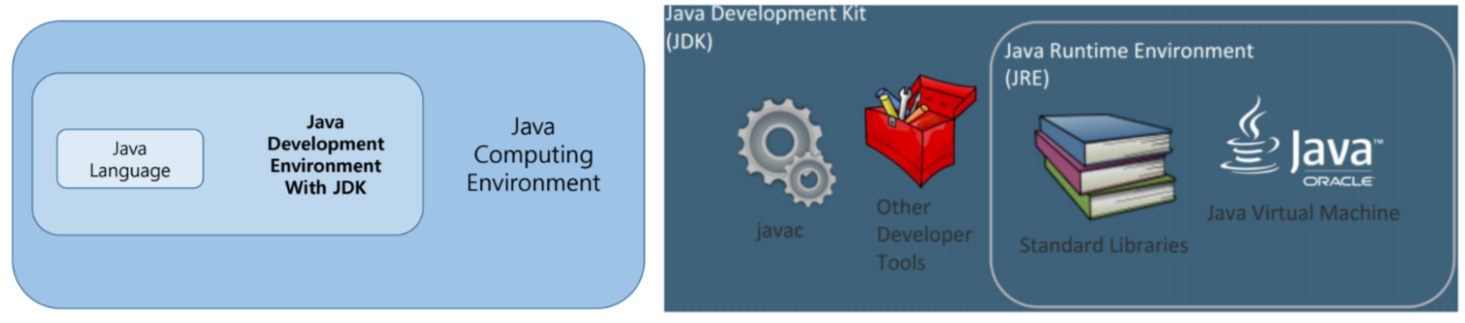 Java
Language
Java
Development
Environment
With JDK
Java
Computing
Environment
Java Development Kit
(JDK)
javac
Other
Developer
Tools
Java Runtime Environment
(JRE)
Standard Libraries
Java™
ORACLE
Java Virtual Machine